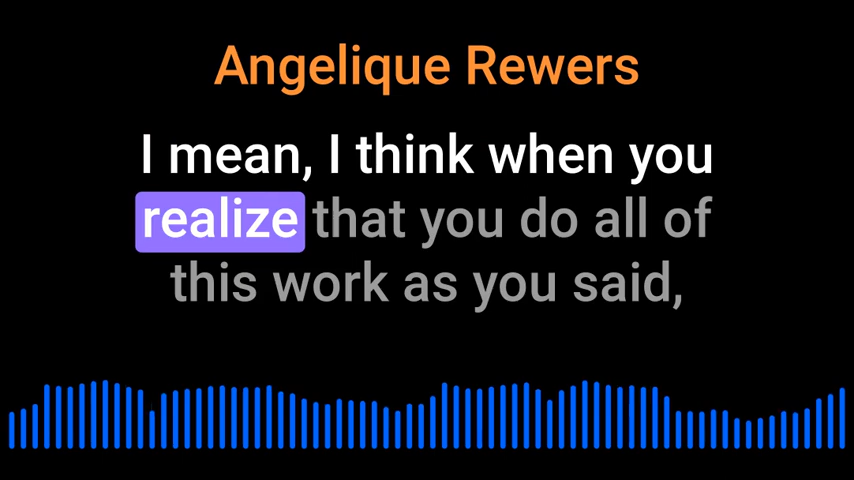 Angelique Rewers
I mean, I think when you
realize that you do all of
this work as you said,